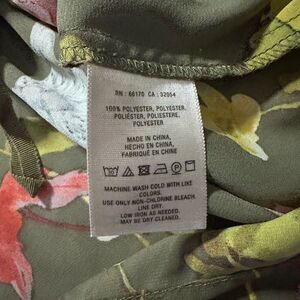 RN : 66170 CA : 32054
100% POLYESTER, POLYESTER,
POLIÉSTER, POLIESTERE,
POLYESTER.
MADE IN CHINA,
HECHO EN CHINA,
FABRIQUÉ EN CHINE
MACHINE WASH COLD WITH LIKE
COLORS.
USE ONLY NON-CHLORINE BLEACH.
LINE DRY.
LOW IRON AS NEEDED.
MAY BE DRY CLEANED.